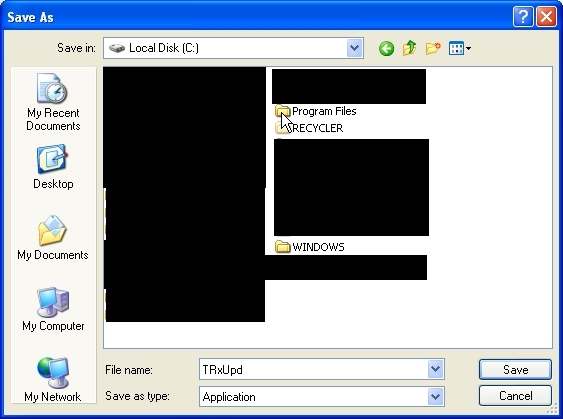 Save As
Save in:
Local Disk (C:)
My Recent
Documents
Desktop
My Documents
My Computer
My Network
Program Files
RECYCLER
WINDOWS
File name:
TRxUpd
Save
Save as type:
Application
Cancel